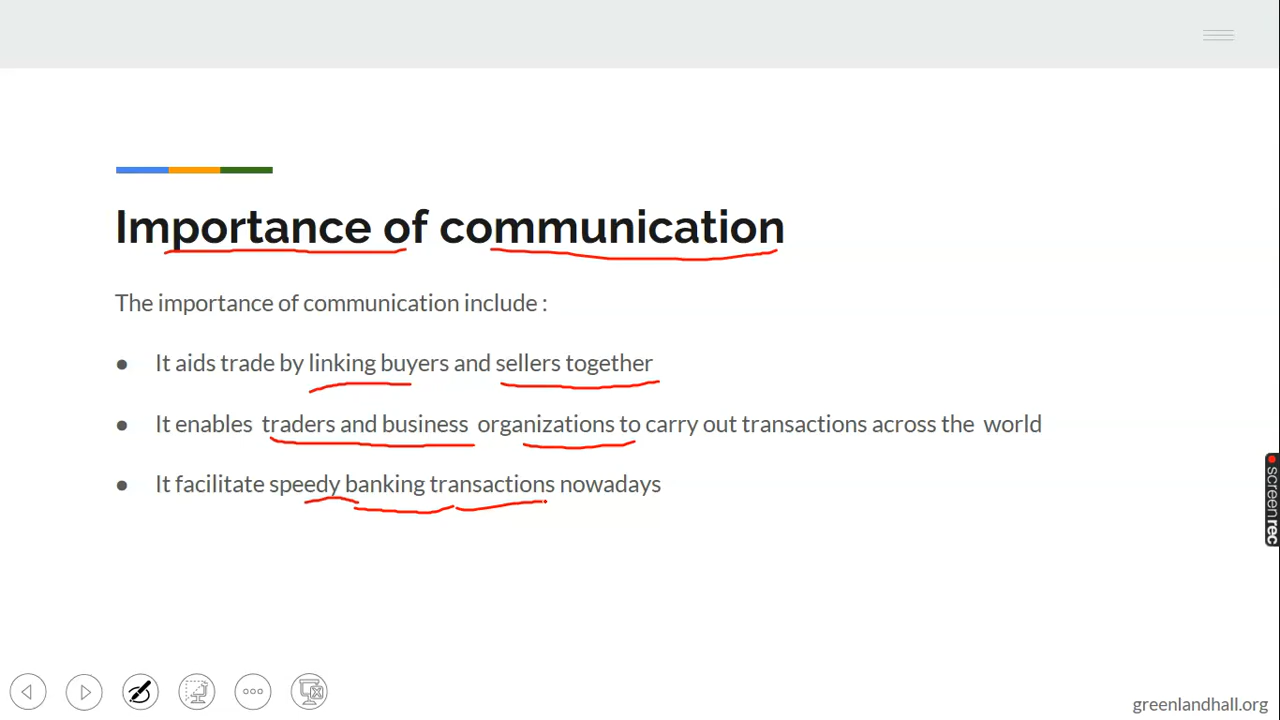 Importance of communication
The importance of communication include :
● It aids trade by linking buyers and sellers together
● It enables traders and business organizations to carry out transactions across the world
● It facilitate speedy banking transactions nowadays
screenrec
greenlandhall.org